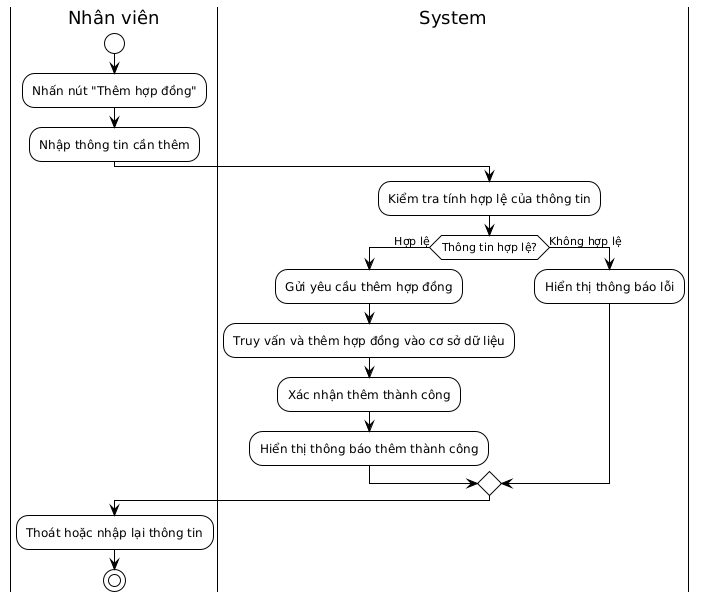 Nhân viên
System
Nhấn nút "Thêm hợp đồng"
Nhập thông tin cần thêm
Kiểm tra tính hợp lệ của thông tin
Hợp lệ
Thông tin hợp lệ?
Không hợp lệ
Gửi yêu cầu thêm hợp đồng
Hiển thị thông báo lỗi
Truy vấn và thêm hợp đồng vào cơ sở dữ liệu
Xác nhận thêm thành công
Hiển thị thông báo thêm thành công
Thoát hoặc nhập lại thông tin